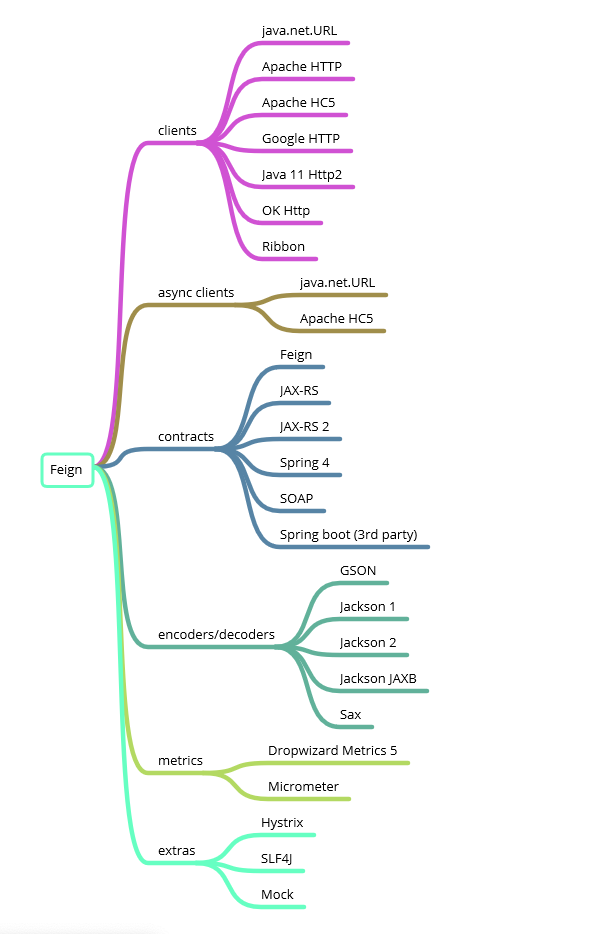 java.net.URL
Apache HTTP
Apache HC5
clients
Google HTTP
Java 11 Http2
OK Http
Ribbon
async clients
java.net.URL
Apache HC5
Feign
JAX-RS
contracts
JAX-RS 2
Spring 4
Feign
SOAP
Spring boot (3rd party)
GSON
Jackson 1
encoders/decoders
Jackson 2
Jackson JAXB
Sax
metrics
Dropwizard Metrics 5
Micrometer
Hystrix
extras
SLF4J
Mock